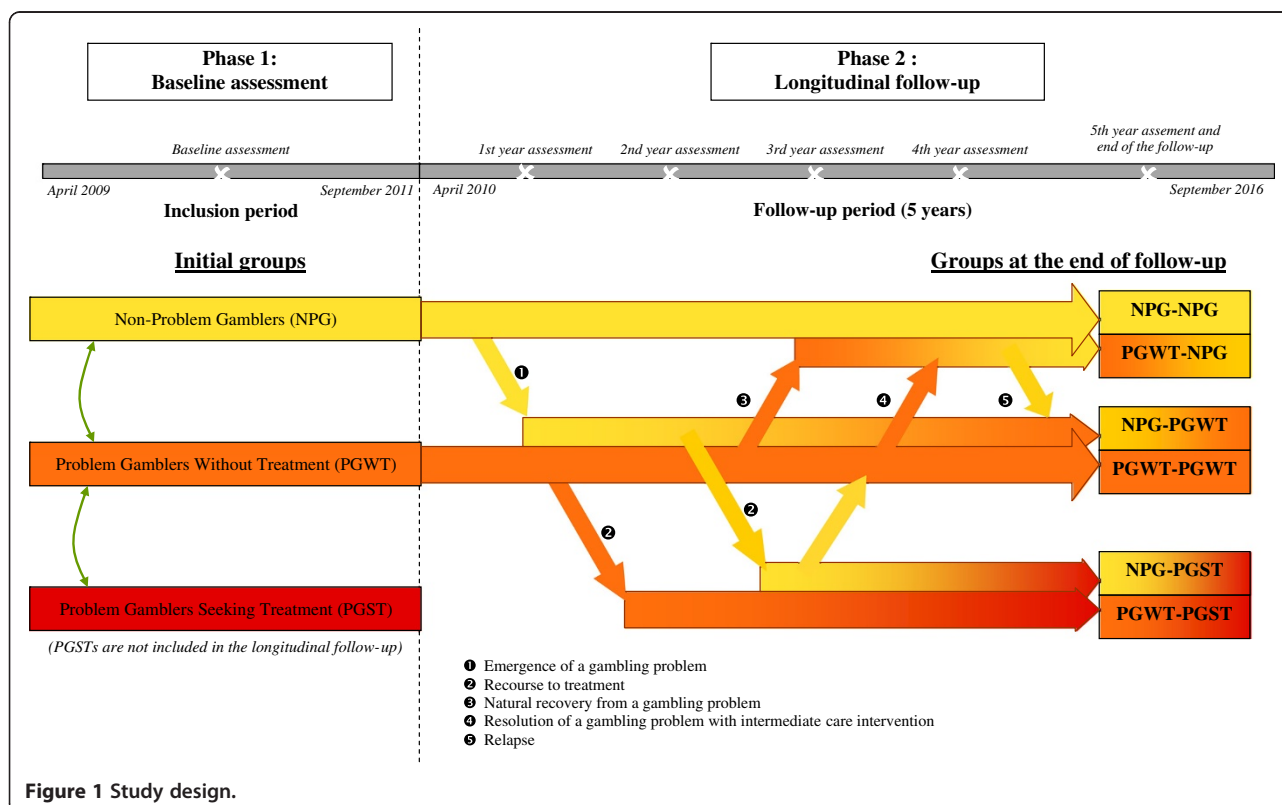 Phase 1:
Baseline assessment
Phase 2 :
Longitudinal follow-up
Baseline assessment
1st year assessment
2nd year assessment
3rd year assessment
4th year assessment
5th year assement and
end of the follow-up
April 2009
September 2011
April 2010
September 2016
Inclusion period
Follow-up period (5 years)
Initial groups
Groups at the end of follow-up
Non-Problem Gamblers (NPG)
NPG-NPG
PGWT-NPG
❶
❸
❹
❺
Problem Gamblers Without Treatment (PGWT)
NPG-PGWT
PGWT-PGWT
❷
❷
Problem Gamblers Seeking Treatment (PGST)
NPG-PGST
PGWT-PGST
(PGSTs are not included in the longitudinal follow-up)
❶ Emergence of a gambling problem
❷ Recourse to treatment
❸ Natural recovery from a gambling problem
❹ Resolution of a gambling problem with intermediate care intervention
❺ Relapse
Figure 1 Study design.